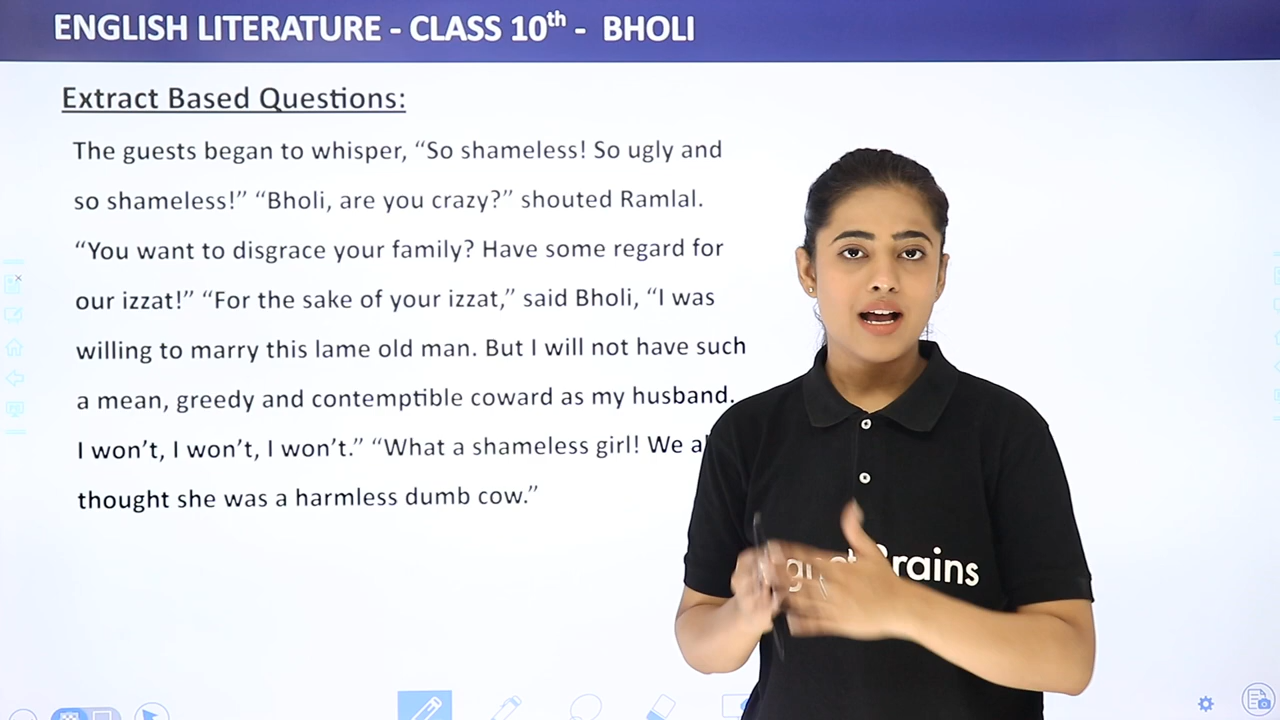 ENGLISH LITERATURE - CLASS 10th - BHOLI
Extract Based Questions:
The guests began to whisper, “So shameless! So ugly and
so shameless!” “Bholi, are you crazy?” shouted Ramlal.
“You want to disgrace your family? Have some regard for
our izzat!” “For the sake of your izzat,” said Bholi, “I was
willing to marry this lame old man. But I will not have such
a mean, greedy and contemptible coward as my husband.
I won’t, I won’t, I won’t.” “What a shameless girl! We
thought she was a harmless dumb cow.”